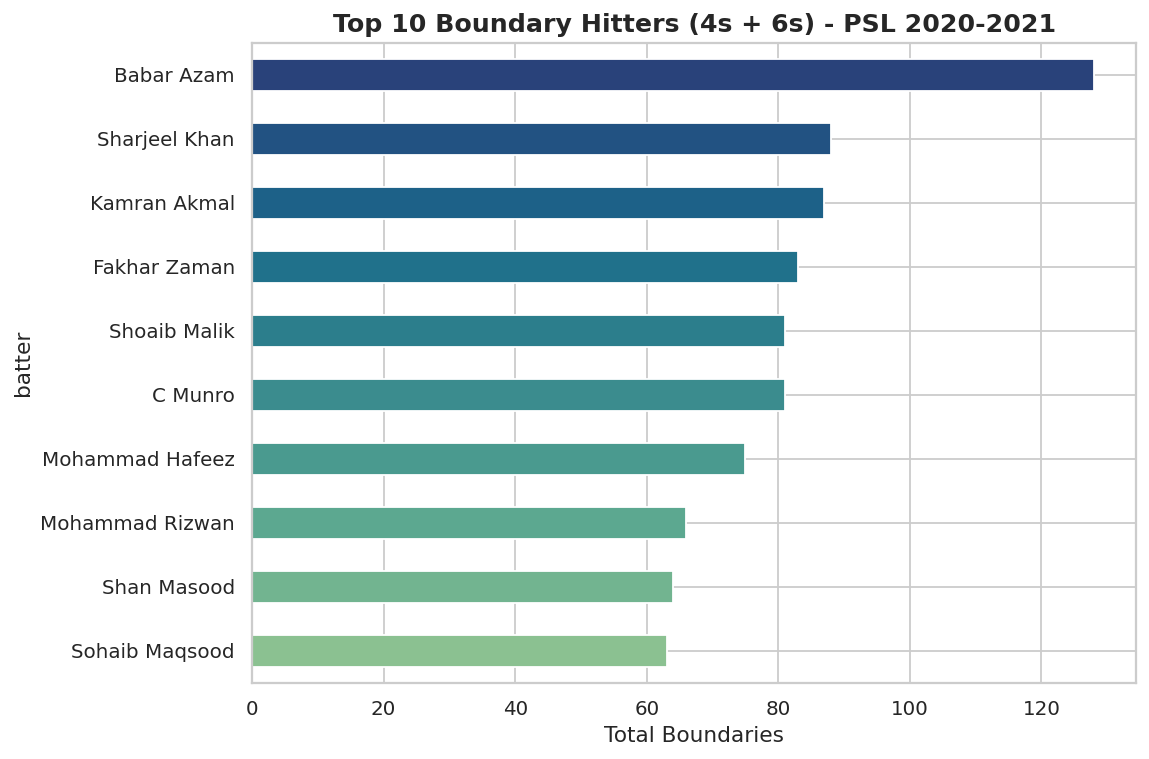 Top 10 Boundary Hitters (4s + 6s) - PSL 2020-2021
Babar Azam
Sharjeel Khan
Kamran Akmal
Fakhar Zaman
Shoaib Malik
C Munro
Mohammad Hafeez
Mohammad Rizwan
Shan Masood
Sohaib Maqsood
batter
0 20 40 60 80 100 120
Total Boundaries